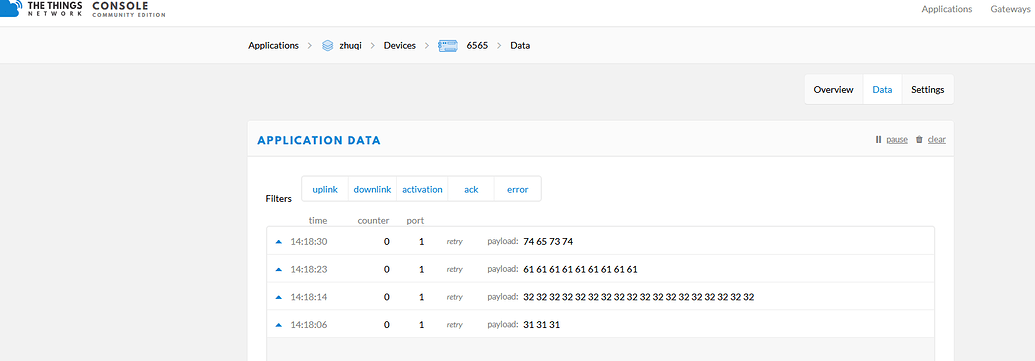 THE THINGS
NETWORK
CONSOLE
COMMUNITY EDITION
Applications
Gateways
Applications > zhuqi > Devices > 6565 > Data
Overview Data Settings
APPLICATION DATA
pause clear
Filters uplink downlink activation ack error
time counter port
14:18:30 0 1 retry payload: 74 65 73 74
14:18:23 0 1 retry payload: 61 61 61 61 61 61 61 61 61
14:18:14 0 1 retry payload: 32 32 32 32 32 32 32 32 32 32 32 32 32 32 32 32 32 32
14:18:06 0 1 retry payload: 31 31 31